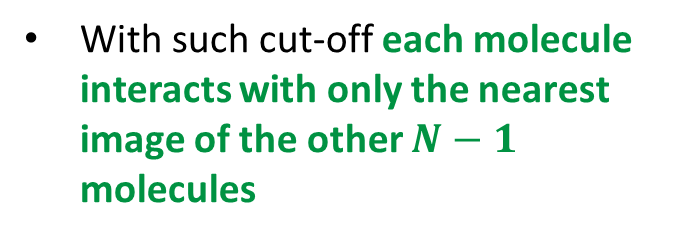 • With such cut-off each molecule
interacts with only the nearest
image of the other N − 1
molecules